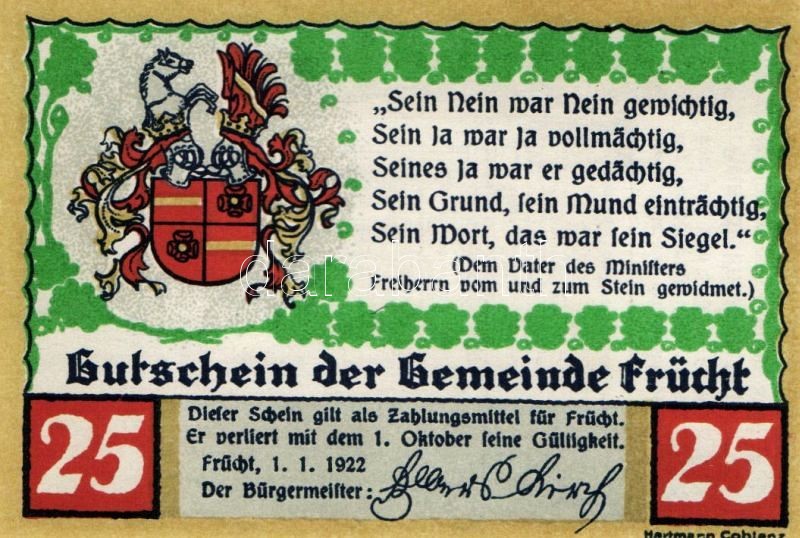 „Sein Nein war Nein gewichtig,
Sein Ja war Ja vollmächtig,
Seines Ja war er gedächtig,
Sein Grund, sein Mund einträchtig,
Sein Wort, das war sein Siegel.“
(Dem Vater des Ministers
Freiherrn vom und zum Stein gewidmet.)
Gutschein der Gemeinde Frücht
25
Dieser Schein gilt als Zahlungsmittel für Frücht.
Er verliert mit dem 1. Oktober seine Gültigkeit.
Frücht, 1. 1. 1922
Der Bürgermeister:
25
Hartmann Coblenz